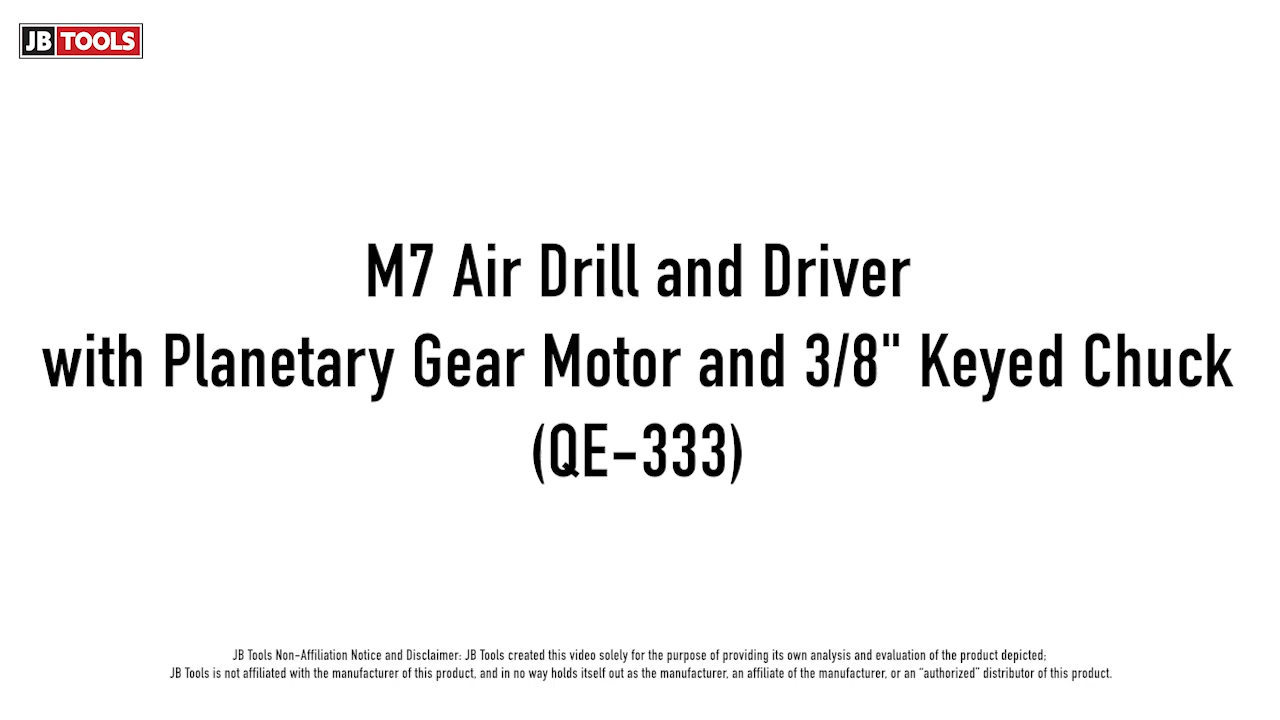 JB TOOLS
M7 Air Drill and Driver
with Planetary Gear Motor and 3/8" Keyed Chuck
(QE-333)
JB Tools Non-Affiliation Notice and Disclaimer: JB Tools created this video solely for the purpose of providing its own analysis and evaluation of the product depicted;
JB Tools is not affiliated with the manufacturer of this product, and in no way holds itself out as the manufacturer, an affiliate of the manufacturer, or an “authorized” distributor of this product.